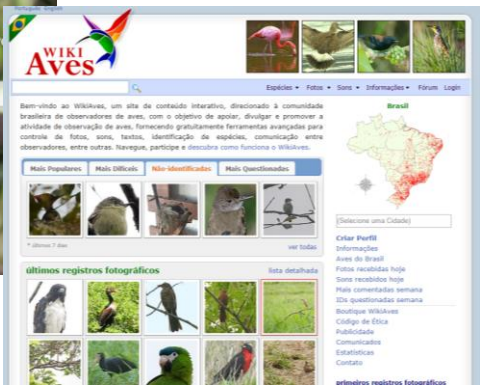 Português English
WIKI
Aves
Espécies Fotos Sons Informações Fórum Login
Bem-vindo ao WikiAves, um site de conteúdo interativo, direcionado à comunidade
brasileira de observadores de aves, com o objetivo de apoiar, divulgar e promover a
atividade de observação de aves, fornecendo gratuitamente ferramentas avançadas para
controle de fotos, sons, textos, identificação de espécies, comunicação entre
observadores, entre outras. Navegue, participe e descubra como funciona o WikiAves.
Mais Populares Mais Difíceis Não-identificadas Mais Questionadas
* últimos 7 dias
ver todas
últimos registros fotográficos
lista detalhada
Brasil
(Selecione uma Cidade)
Criar Perfil
Informações
Aves do Brasil
Fotos recebidas hoje
Sons recebidos hoje
Mais comentadas semana
IDs questionadas semana
Boutique WikiAves
Código de Ética
Publicidade
Comunicados
Estatísticas
Contato
primeiros registros fotográficos